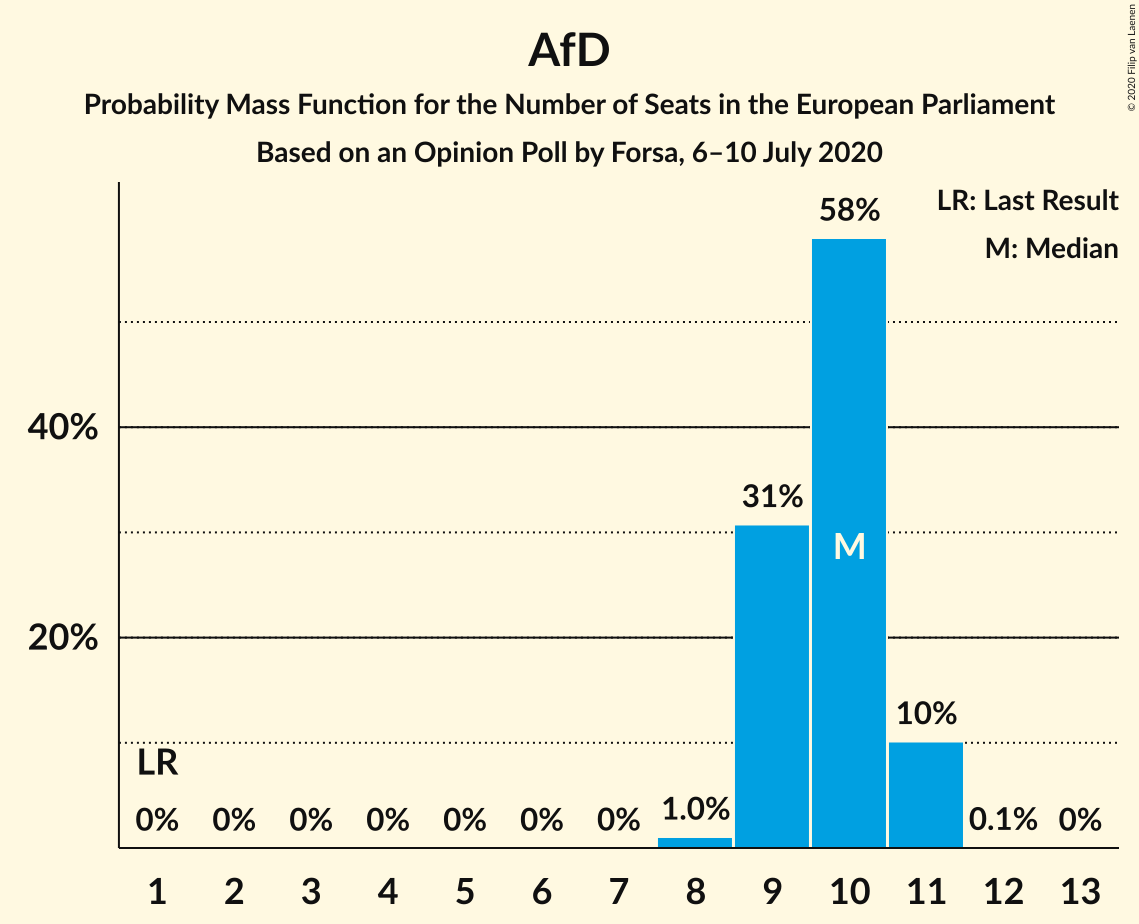 AfD
Probability Mass Function for the Number of Seats in the European Parliament
Based on an Opinion Poll by Forsa, 6–10 July 2020
© 2020 Filip van Laenen
LR: Last Result
M: Median
58%
40%
31%
M
20%
10%
LR
0% 0% 0% 0% 0% 0% 0% 1.0% 0.1% 0%
1 2 3 4 5 6 7 8 9 10 11 12 13